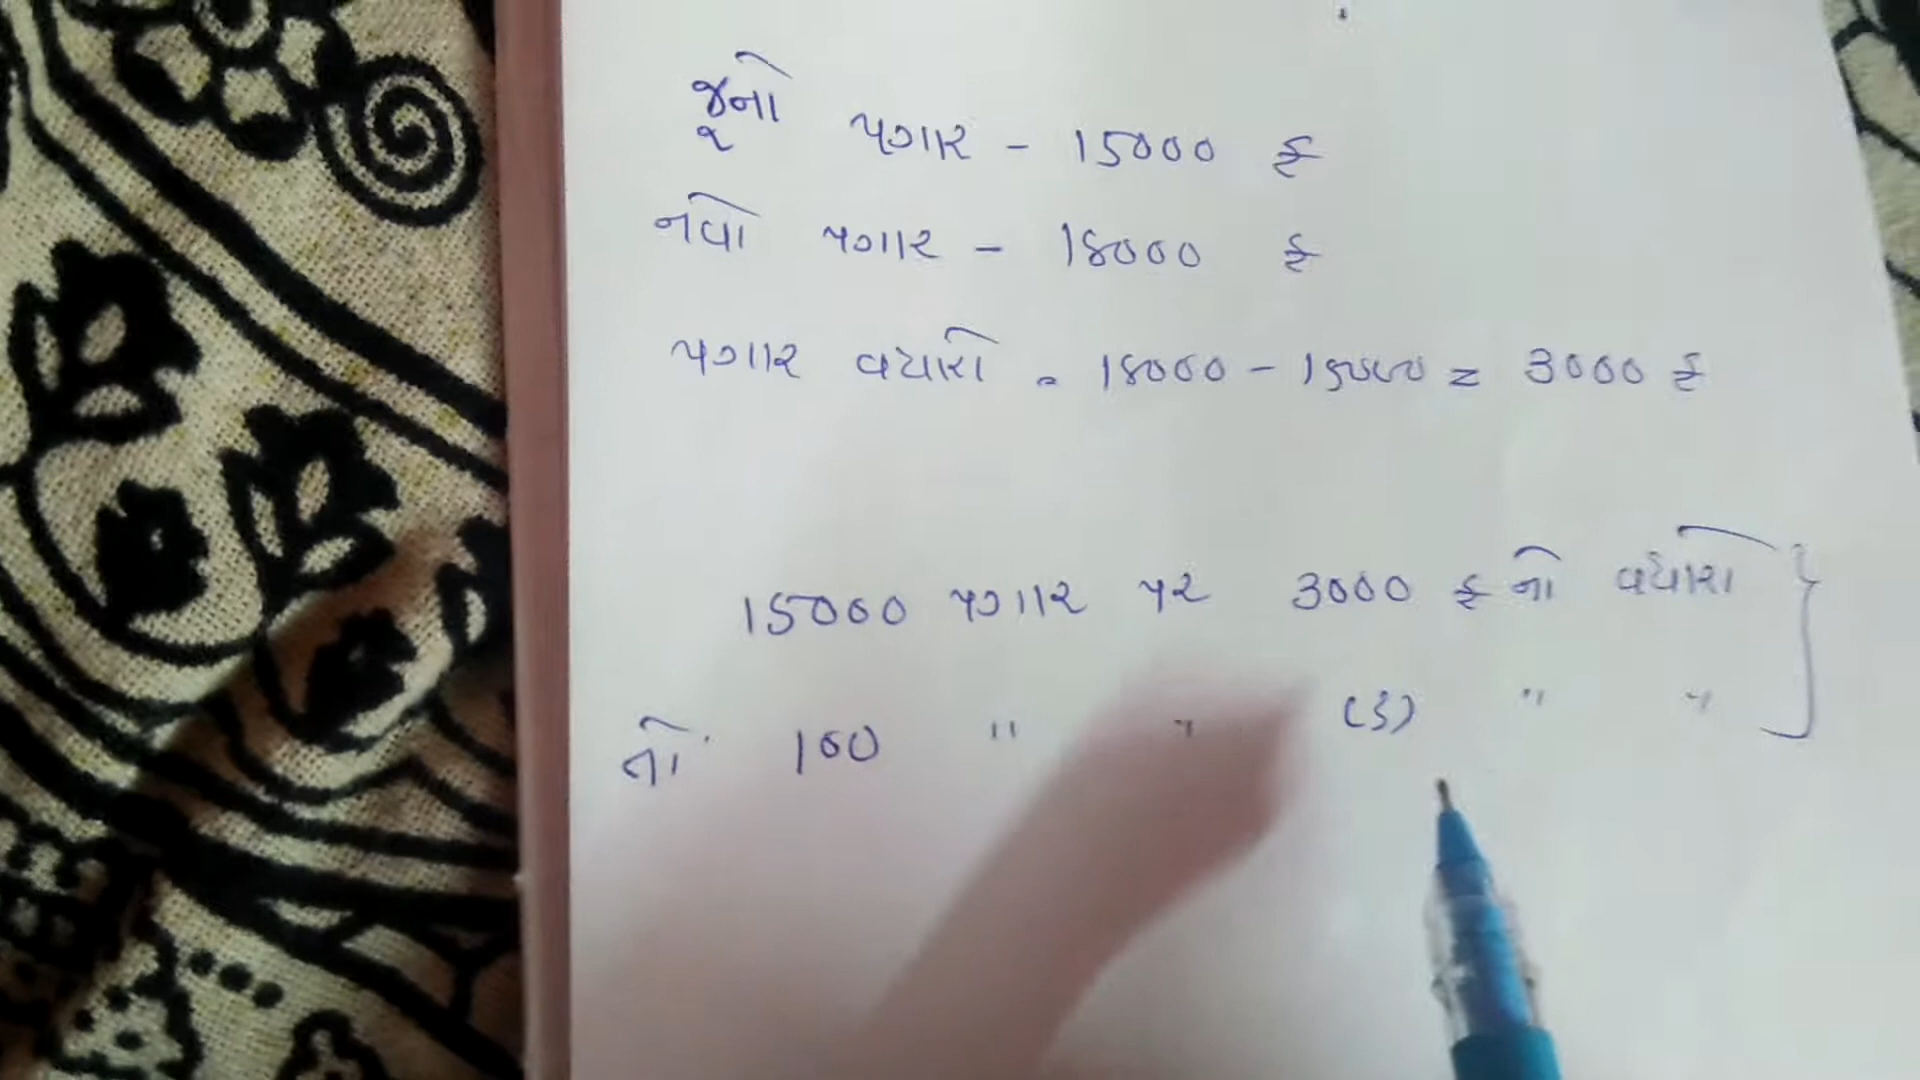 જૂનો પગાર - 15000 રૂ
નવો પગાર - 18000 રૂ
પગાર વધારો = 18000 - 15000 = 3000 રૂ
15000 પગાર પર 3000 રૂ નો વધારો }
તો 100 " " (?) " "